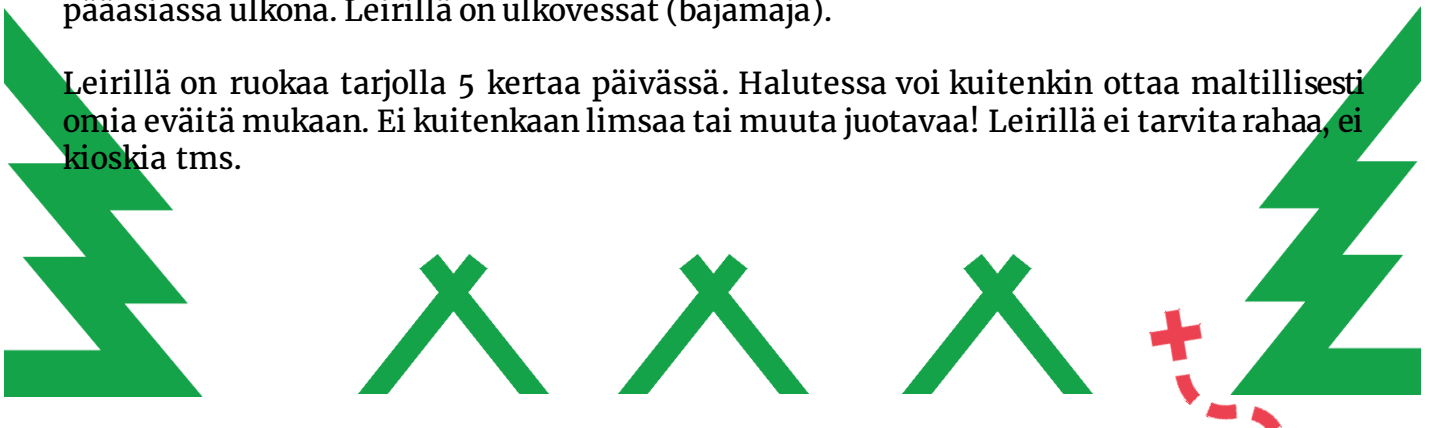 pääasiassa ulkona. Leirillä on ulkovessat (bajamaja).
Leirillä on ruokaa tarjolla 5 kertaa päivässä. Halutessa voi kuitenkin ottaa maltillisesti
omia eväitä mukaan. Ei kuitenkaan limsaa tai muuta juotavaa! Leirillä ei tarvita rahaa, ei
kioskia tms.